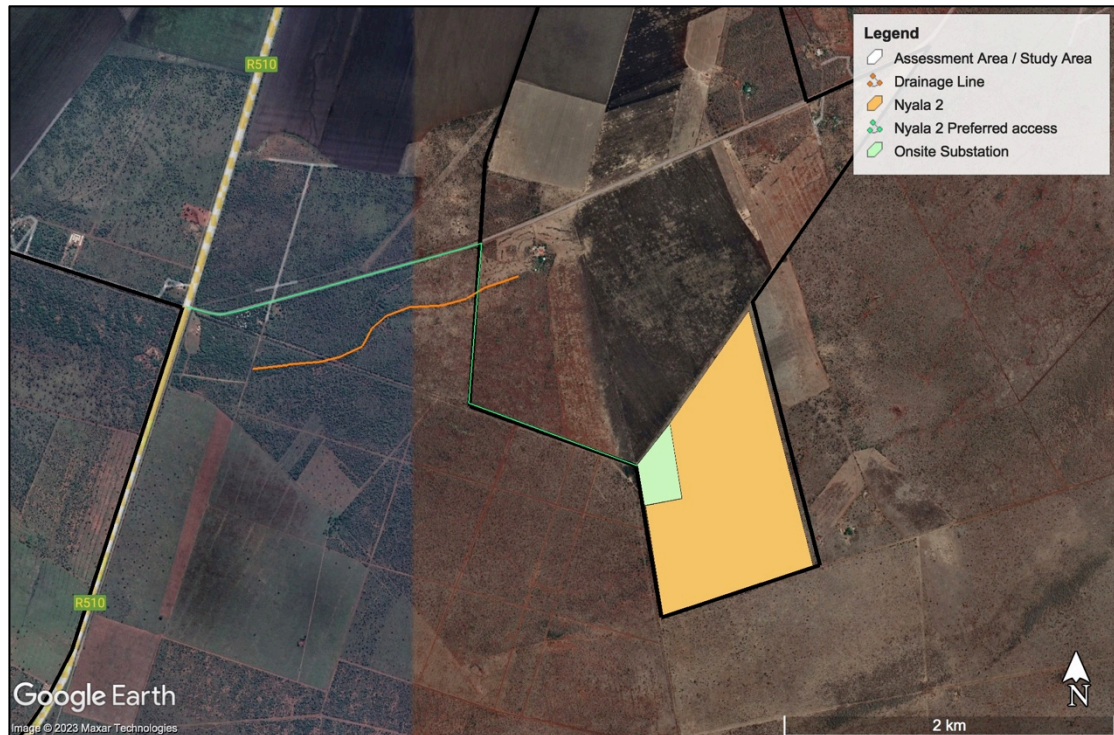 R510
Legend
Assessment Area / Study Area
Drainage Line
Nyala 2
Nyala 2 Preferred access
Onsite Substation
R510
Google Earth
Image © 2023 Maxar Technologies
N
2 km